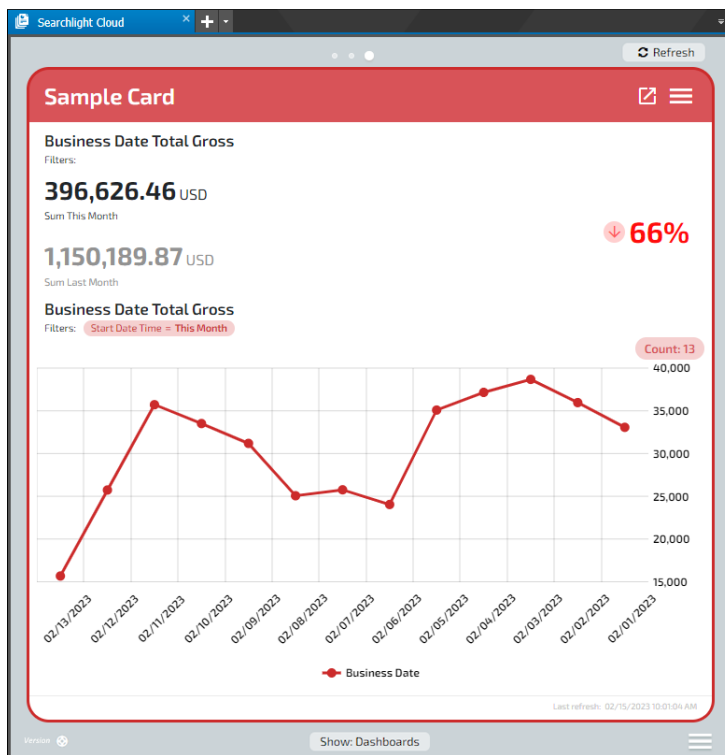 Searchlight Cloud
Refresh
Sample Card
Business Date Total Gross
Filters:
396,626.46 USD
Sum This Month
66%
1,150,189.87 USD
Sum Last Month
Business Date Total Gross
Filters: Start Date Time = This Month
Count: 13
40,000
35,000
30,000
25,000
20,000
15,000
02/13/2023
02/12/2023
02/11/2023
02/10/2023
02/09/2023
02/08/2023
02/07/2023
02/06/2023
02/05/2023
02/04/2023
02/03/2023
02/02/2023
02/01/2023
Business Date
Last refresh: 02/15/2023 10:01:04 AM
Version
Show: Dashboards